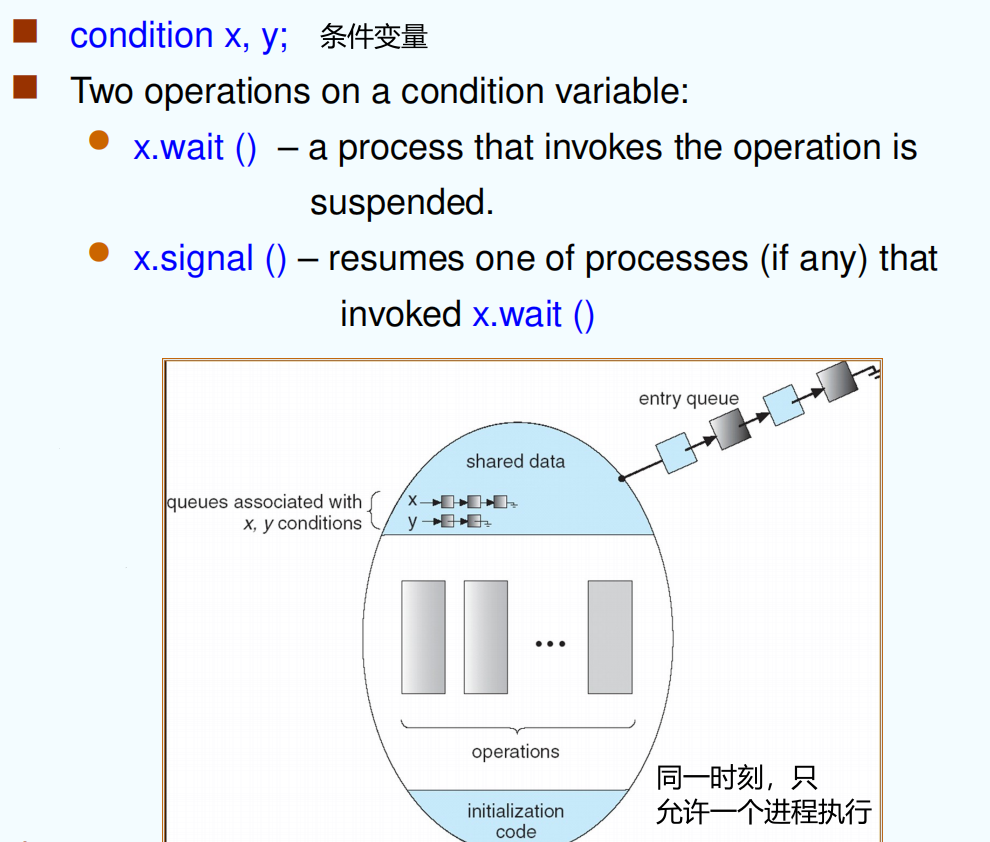 condition x, y; 条件变量
Two operations on a condition variable:
x.wait () – a process that invokes the operation is
suspended.
x.signal () – resumes one of processes (if any) that
invoked x.wait ()
entry queue
shared data
queues associated with
x, y conditions
x
y
...
operations
initialization
code
同一时刻，只
允许一个进程执行